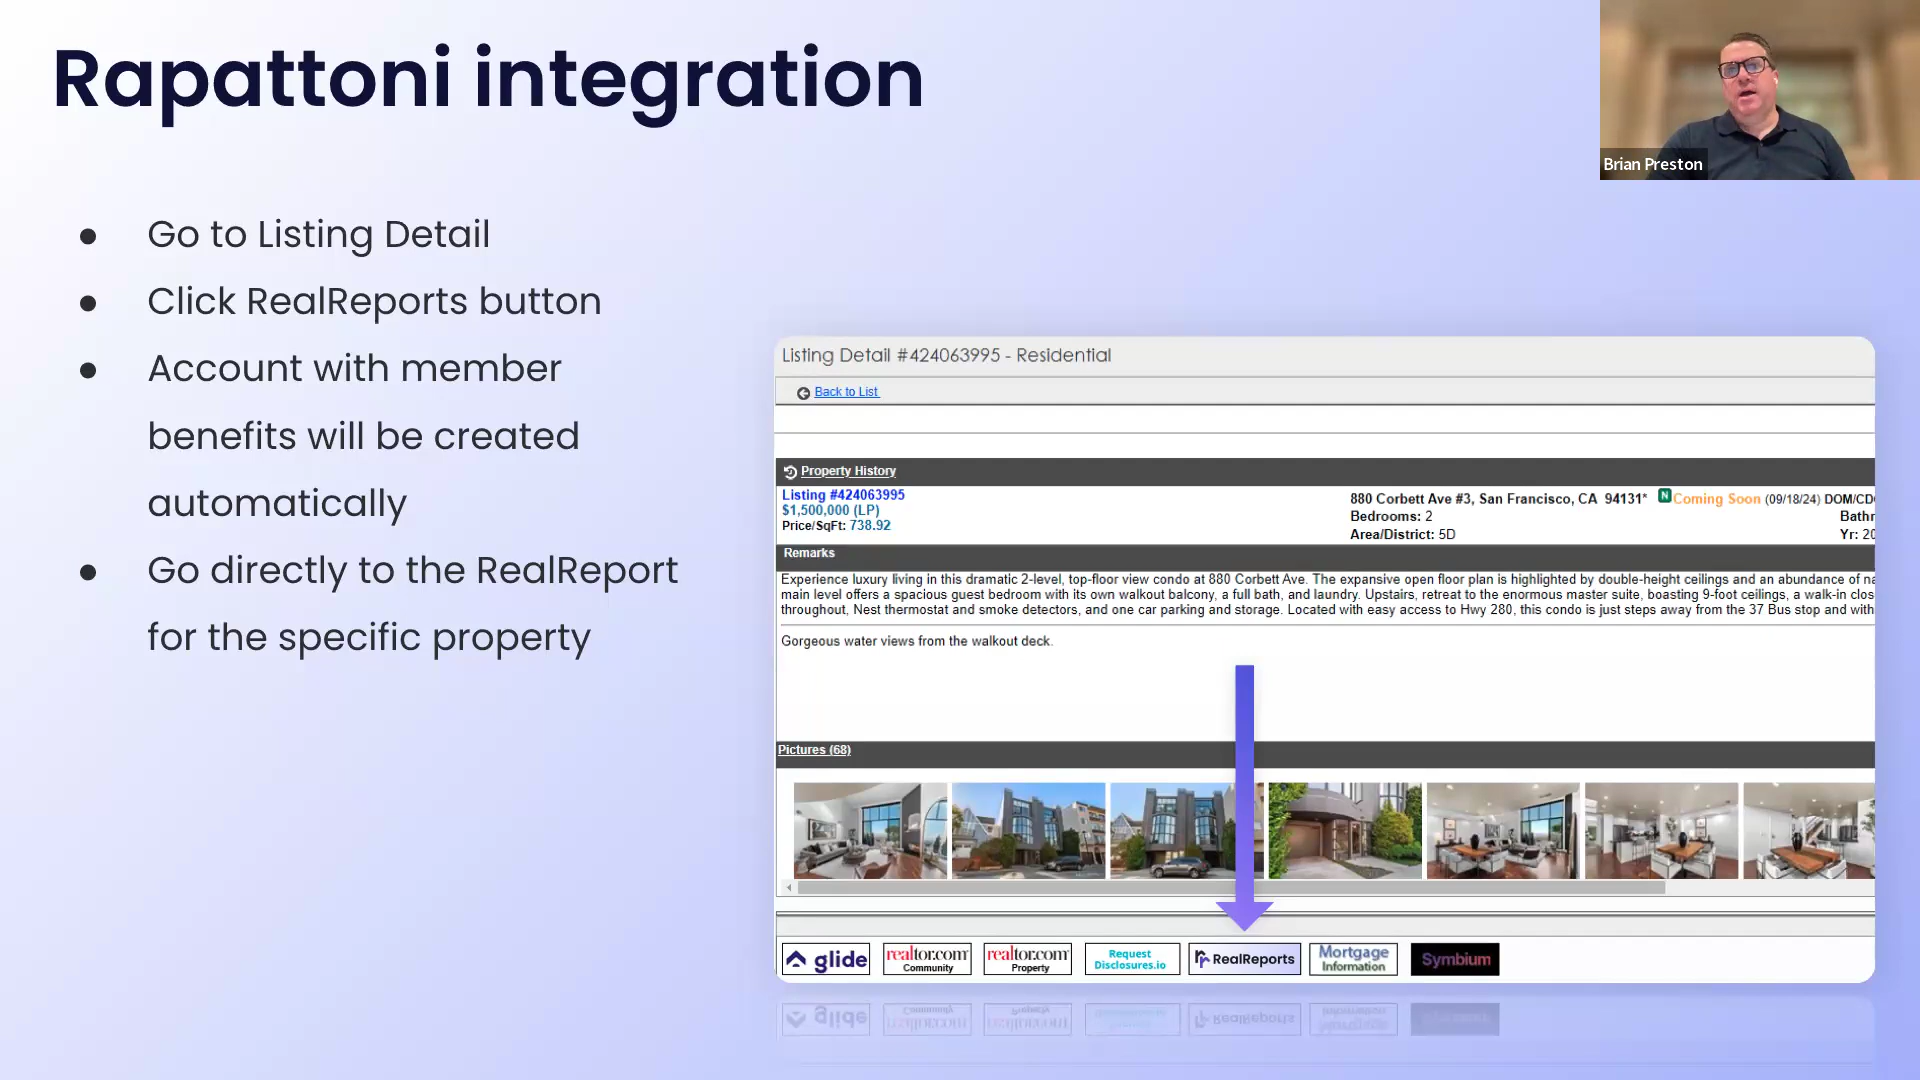 Rapattoni integration
Brian Preston
● Go to Listing Detail
● Click RealReports button
● Account with member
benefits will be created
automatically
● Go directly to the RealReport
for the specific property
Listing Detail #424063995 - Residential
Back to List
Property History
Listing #424063995
$1,500,000 (LP)
Price/SqFt: 738.92
880 Corbett Ave #3, San Francisco, CA 94131* N Coming Soon (09/18/24) DOM/CD
Bedrooms: 2 Bathr
Area/District: 5D Yr: 20
Remarks
Experience luxury living in this dramatic 2-level, top-floor view condo at 880 Corbett Ave. The expansive open floor plan is highlighted by double-height ceilings and an abundance of na
main level offers a spacious guest bedroom with its own walkout balcony, a full bath, and laundry. Upstairs, retreat to the enormous master suite, boasting 9-foot ceilings, a walk-in clos
throughout, Nest thermostat and smoke detectors, and one car parking and storage. Located with easy access to Hwy 280, this condo is just steps away from the 37 Bus stop and with
Gorgeous water views from the walkout deck.
Pictures (68)
glide
realtor.com
Community
realtor.com
Property
Request
Disclosures.io
RealReports
Mortgage
Information
Symbium